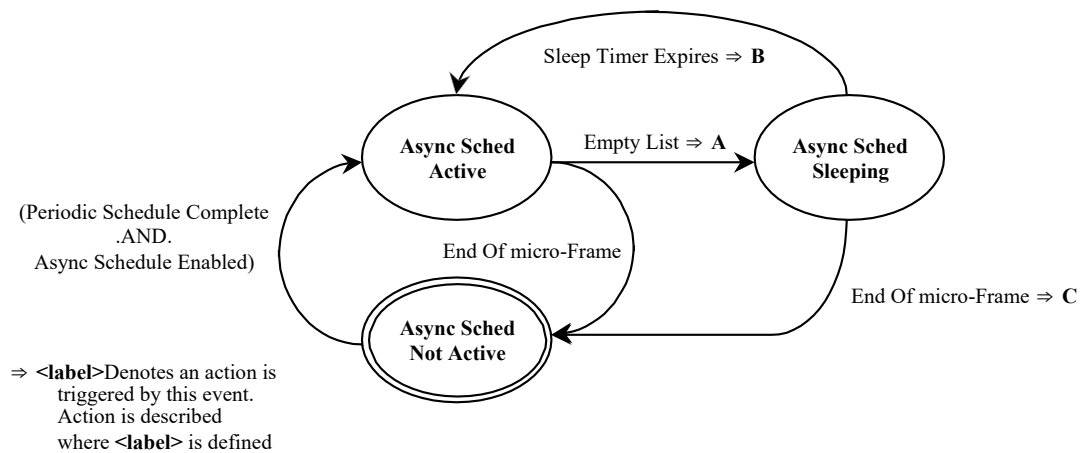 Sleep Timer Expires ⇒ B
Async Sched
Active
Empty List ⇒ A
Async Sched
Sleeping
(Periodic Schedule Complete
.AND.
Async Schedule Enabled)
End Of micro-Frame
End Of micro-Frame ⇒ C
Async Sched
Not Active
⇒ <label>Denotes an action is
triggered by this event.
Action is described
where <label> is defined